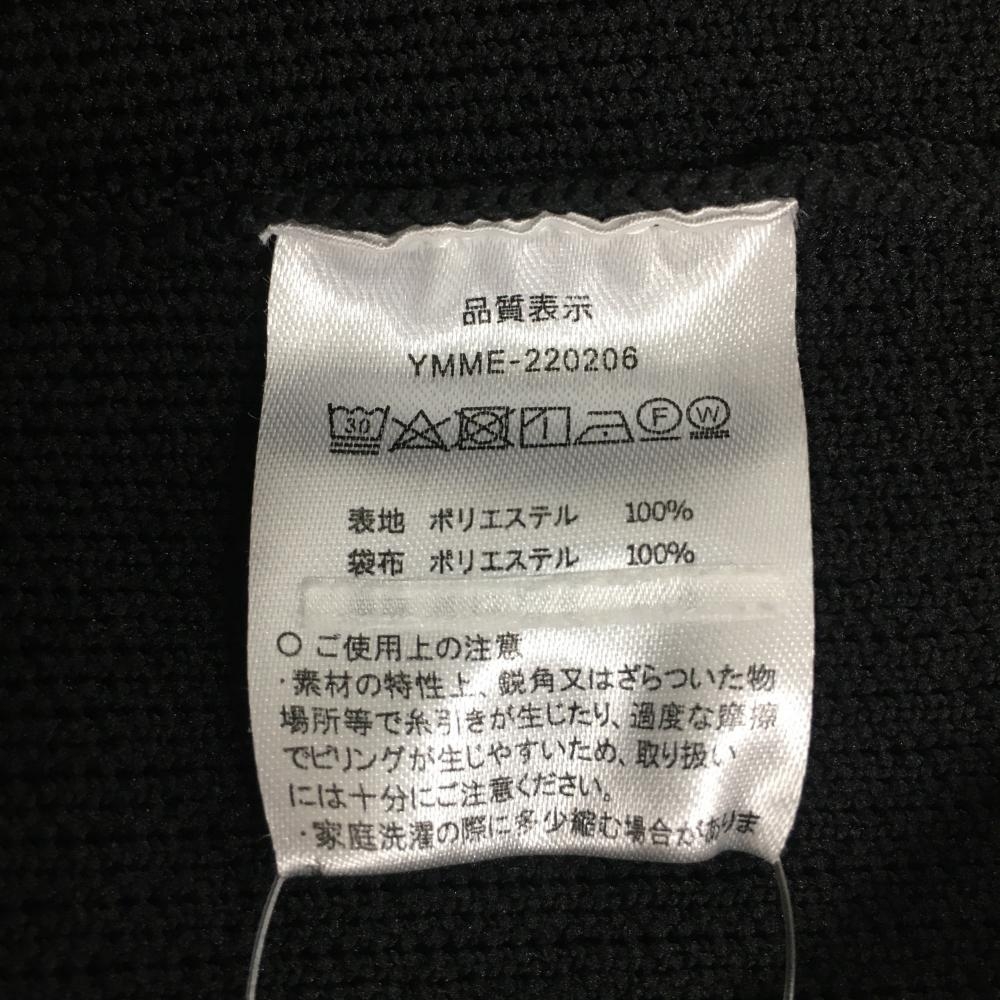 品質表示
YMME-220206
30 F W
表地 ポリエステル 100%
袋布 ポリエステル 100%
○ ご使用上の注意
・素材の特性上、鋭角又はざらついた物
場所等で糸引きが生じたり、過度な摩擦
でピリングが生じやすいため、取り扱い
には十分にご注意ください。
・家庭洗濯の際に多少縮む場合がありま